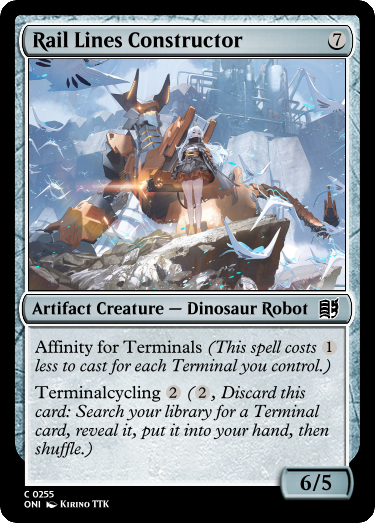 Rail Lines Constructor 7
Artifact Creature — Dinosaur Robot
Affinity for Terminals (This spell costs 1
less to cast for each Terminal you control.)
Terminalcycling 2 (2, Discard this
card: Search your library for a Terminal
card, reveal it, put it into your hand, then
shuffle.)
6/5
C 0255
ONI Kirino TTK